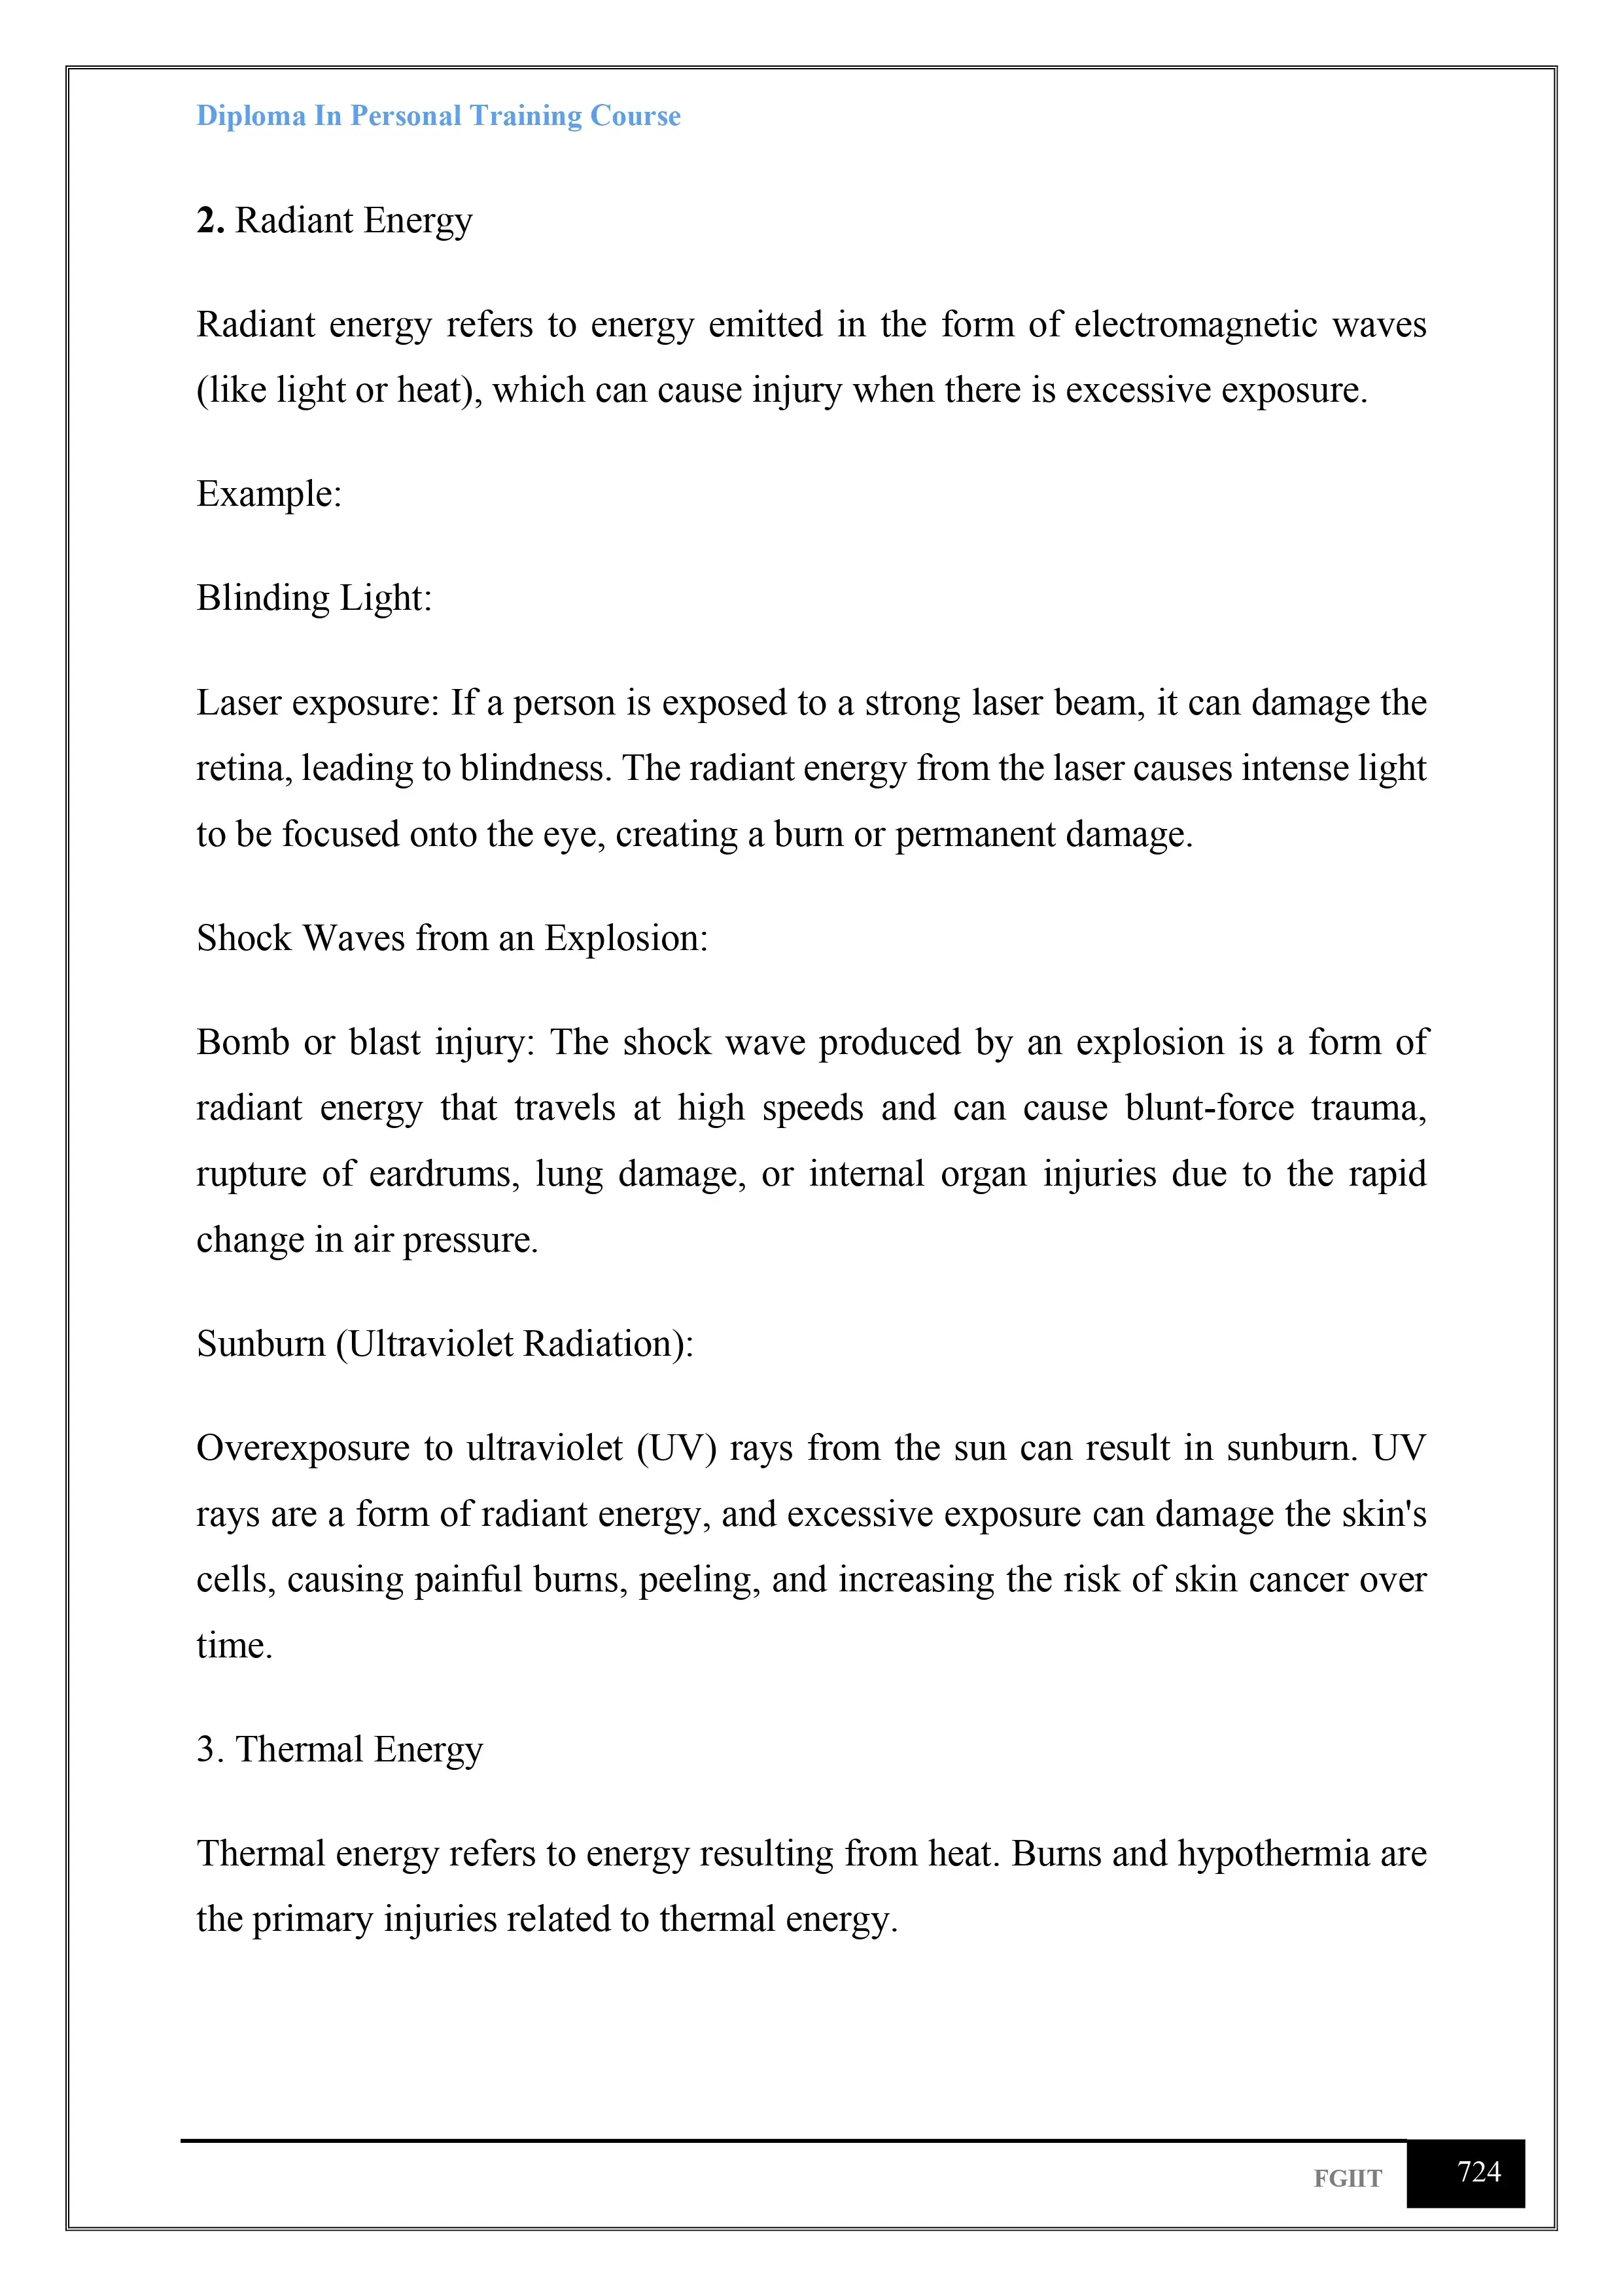 Diploma In Personal Training Course
2. Radiant Energy
Radiant energy refers to energy emitted in the form of electromagnetic waves
(like light or heat), which can cause injury when there is excessive exposure.
Example:
Blinding Light:
Laser exposure: If a person is exposed to a strong laser beam, it can damage the
retina, leading to blindness. The radiant energy from the laser causes intense light
to be focused onto the eye, creating a burn or permanent damage.
Shock Waves from an Explosion:
Bomb or blast injury: The shock wave produced by an explosion is a form of
radiant energy that travels at high speeds and can cause blunt-force trauma,
rupture of eardrums, lung damage, or internal organ injuries due to the rapid
change in air pressure.
Sunburn (Ultraviolet Radiation):
Overexposure to ultraviolet (UV) rays from the sun can result in sunburn. UV
rays are a form of radiant energy, and excessive exposure can damage the skin's
cells, causing painful burns, peeling, and increasing the risk of skin cancer over
time.
3. Thermal Energy
Thermal energy refers to energy resulting from heat. Burns and hypothermia are
the primary injuries related to thermal energy.
FGIIT 724